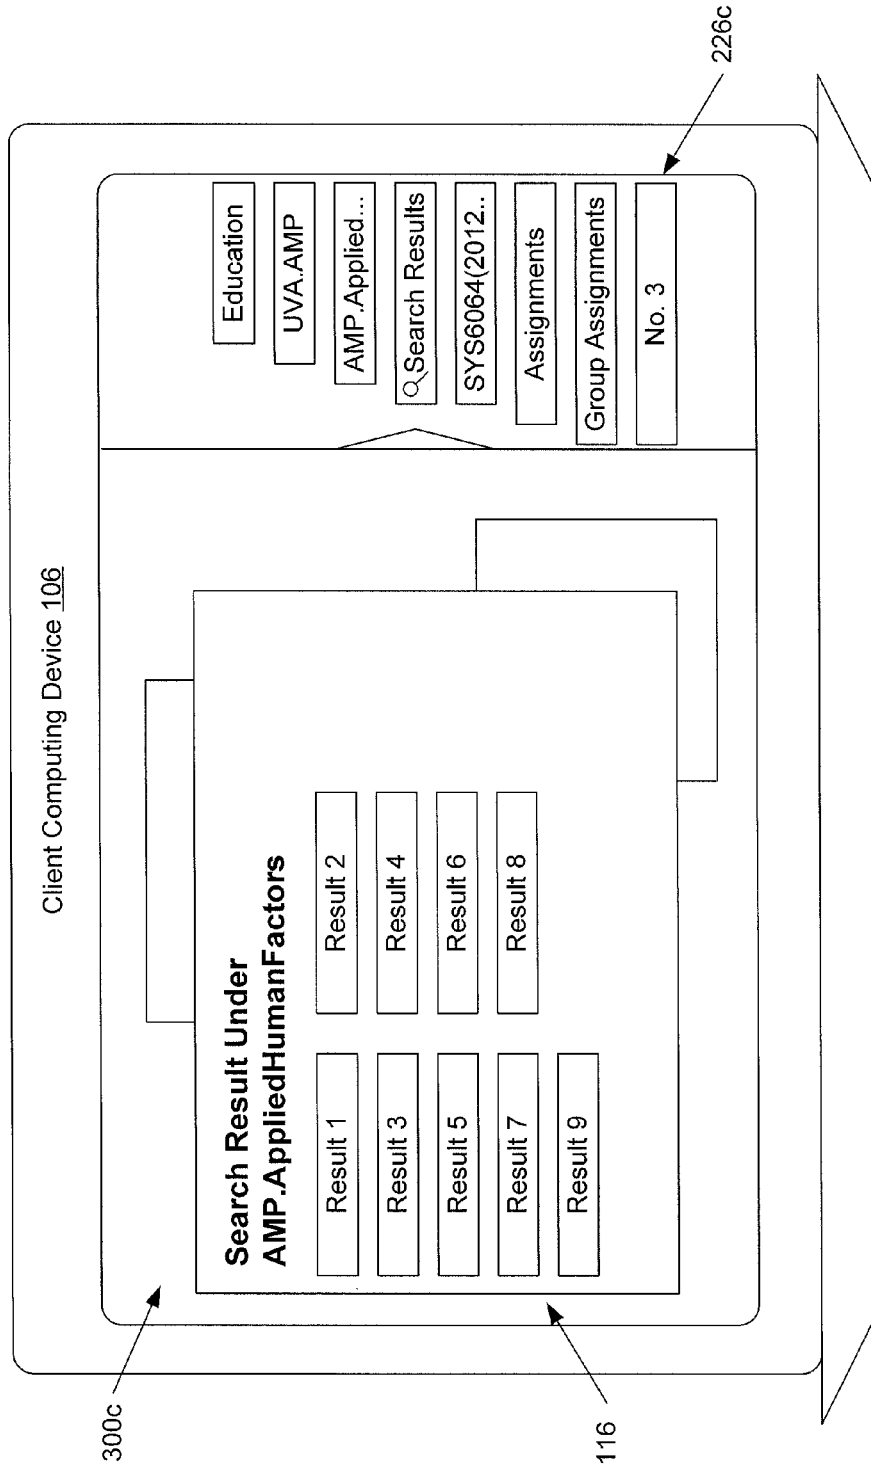 Client Computing Device 106
300c
116
226c
Search Result Under
AMP.AppliedHumanFactors
Result 1
Result 2
Result 3
Result 4
Result 5
Result 6
Result 7
Result 8
Result 9
Education
UVA.AMP
AMP.Applied...
Search Results
SYS6064(2012..
Assignments
Group Assignments
No. 3